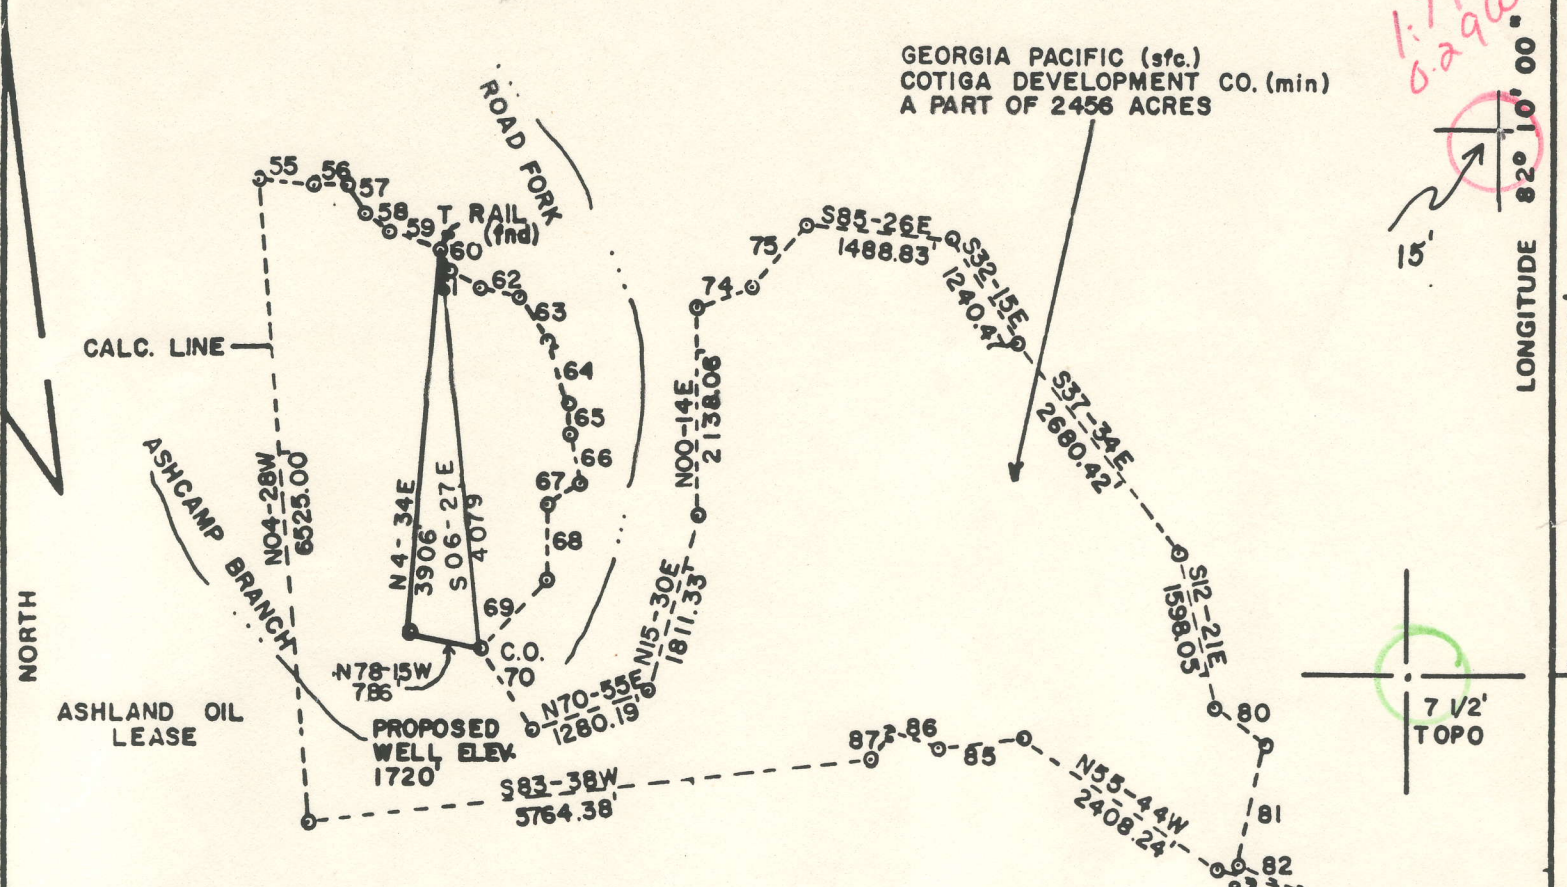 GEORGIA PACIFIC (sfc.)
COTIGA DEVELOPMENT CO. (min)
A PART OF 2456 ACRES
82° 10' 00"
LONGITUDE
15'
ROAD FORK
55
56
57
58
59
T RAIL
(fnd)
60
61
62
63
64
65
66
67
68
69
C.O.
70
74
75
S85-26E
1488.83'
S32-15E
1240.47'
S37-34E
2680.42'
S12-21E
1598.05'
N00-14E
2138.06
N15-30E
1811.33'
N70-55E
1280.19'
CALC. LINE
N04-28W
6525.00
N4-34E
3906'
S06-27E
4079
N78-15W
786'
ASHCAMP BRANCH
NORTH
ASHLAND OIL
LEASE
PROPOSED
WELL ELEV.
1720'
S83-38W
5764.38'
87
86
85
N55-44W
2408.24'
80
81
82
7 1/2'
TOPO